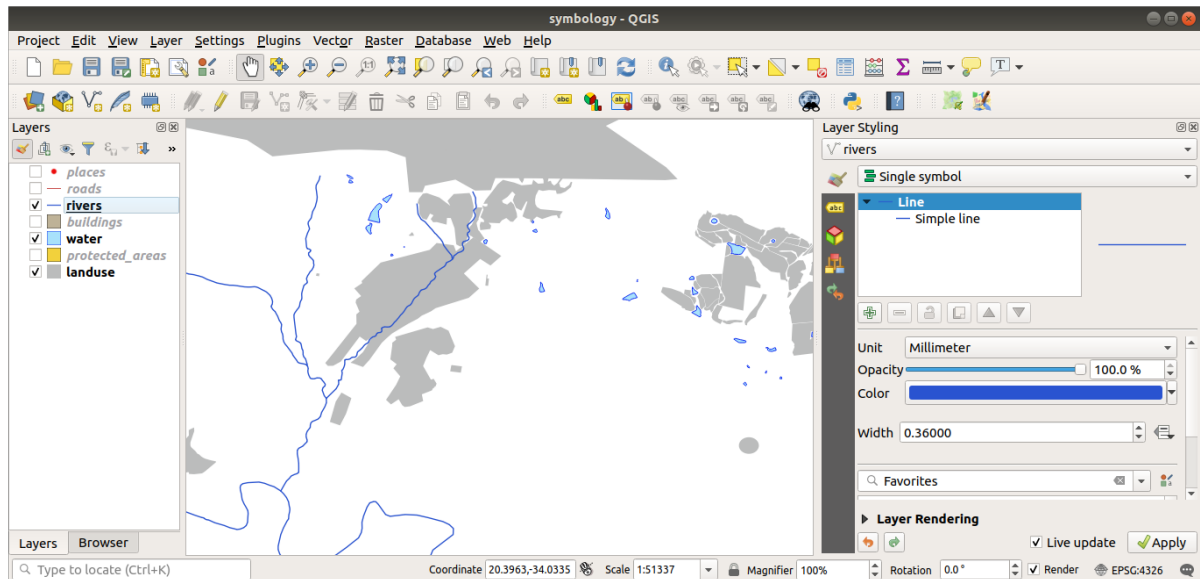 symbology - QGIS
Project Edit View Layer Settings Plugins Vector Raster Database Web Help
Layers
places
roads
rivers
buildings
water
protected_areas
landuse
Layers Browser
Layer Styling
rivers
Single symbol
Line
Simple line
Unit Millimeter
Opacity 100.0 %
Color
Width 0.36000
Favorites
Layer Rendering
Live update Apply
Type to locate (Ctrl+K) Coordinate 20.3963,-34.0335 Scale 1:51337 Magnifier 100% Rotation 0.0 ° Render EPSG:4326